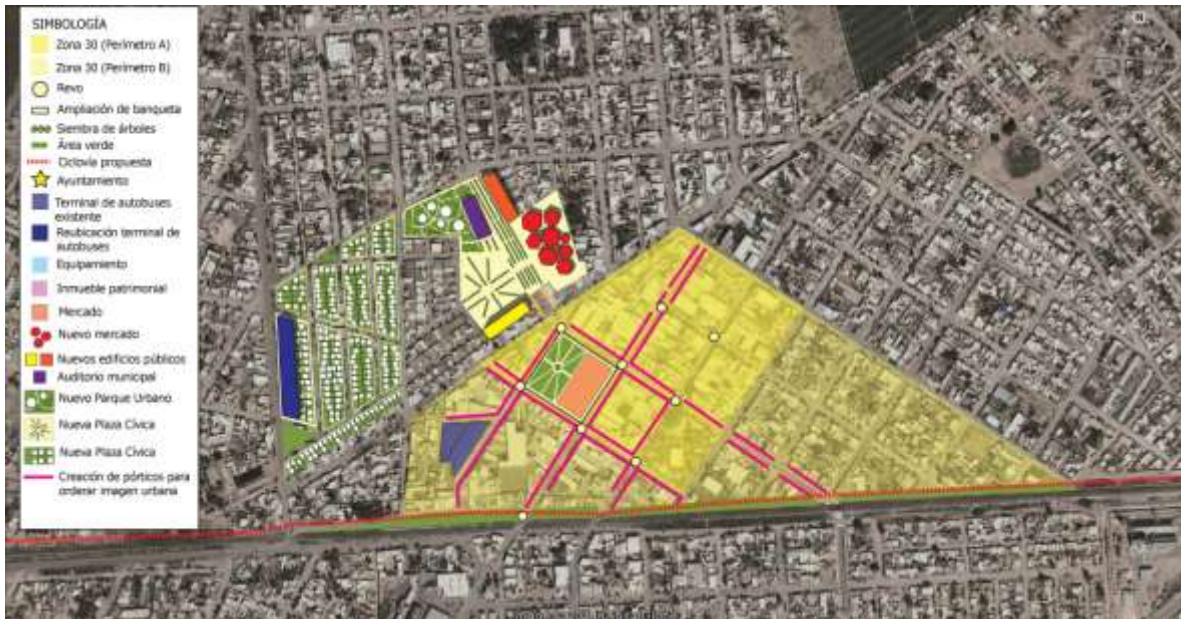 SIMBOLOGÍA
Zona 30 (Perímetro A)
Zona 30 (Perímetro B)
Revo
Ampliación de banqueta
Siembra de árboles
Área verde
Ciclovía propuesta
Ayuntamiento
Terminal de autobuses
existente
Reubicación terminal de
autobuses
Equipamiento
Inmueble patrimonial
Mercado
Nuevo mercado
Nuevos edificios públicos
Auditorio municipal
Nuevo Parque Urbano
Nueva Plaza Cívica
Nueva Plaza Cívica
Creación de pórticos para
orderer imagen urbana
N